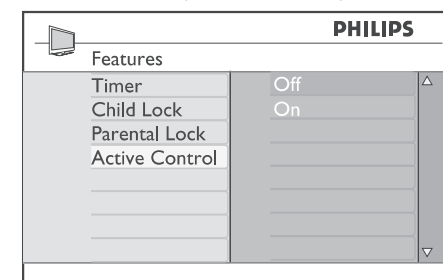 PHILIPS
Features
Timer
Off
Child Lock
On
Parental Lock
Active Control